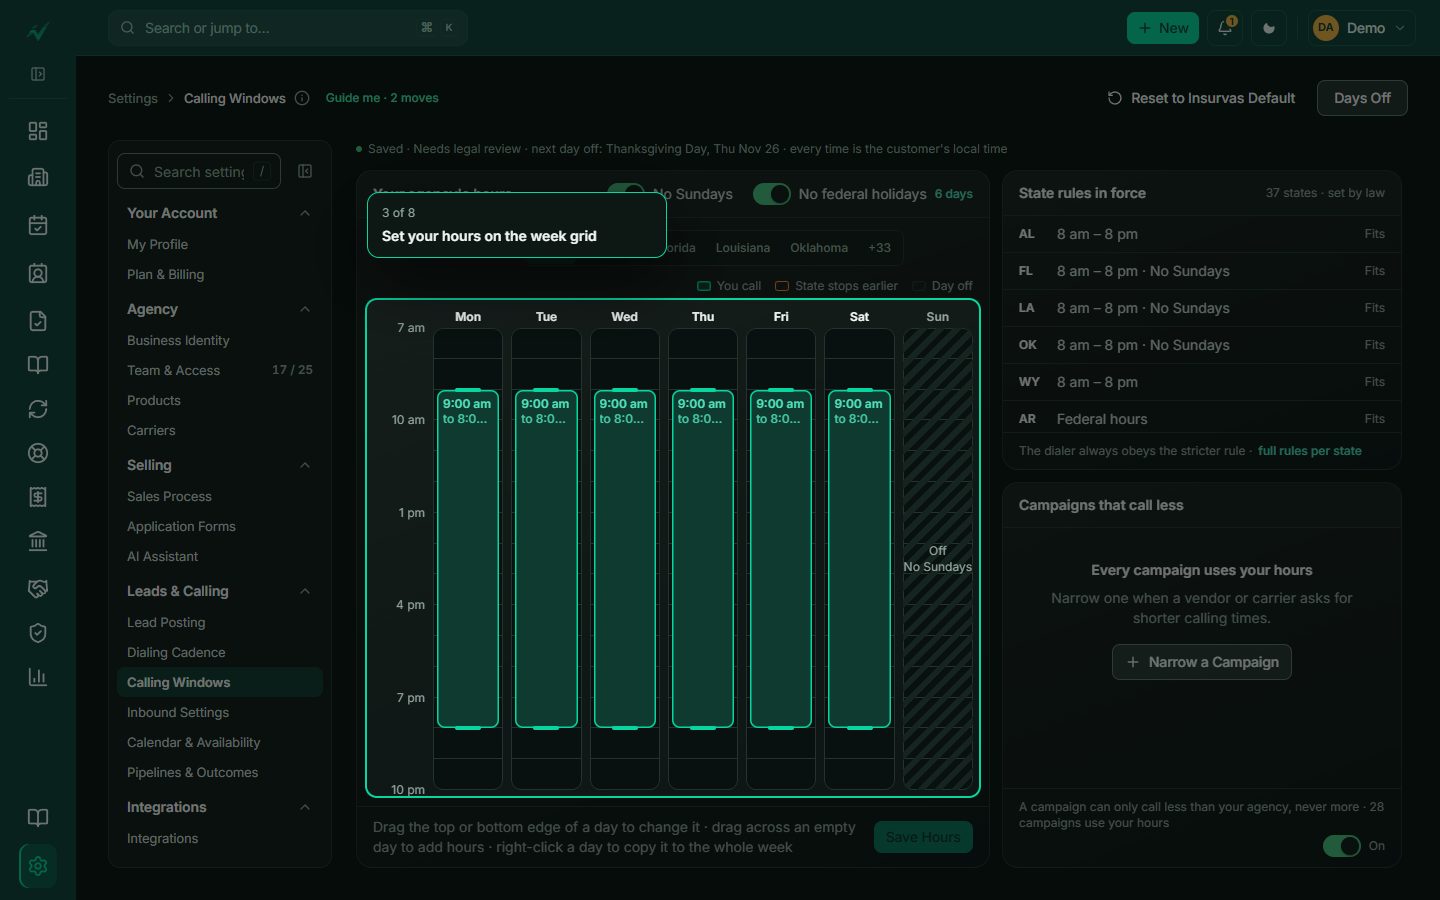 Search or jump to...
⌘ K
New
1
DA
Demo
Settings
Calling Windows
Guide me · 2 moves
Reset to Insurvas Default
Days Off
Search setting
/
Your Account
My Profile
Plan & Billing
Agency
Business Identity
Team & Access 17 / 25
Products
Carriers
Selling
Sales Process
Application Forms
AI Assistant
Leads & Calling
Lead Posting
Dialing Cadence
Calling Windows
Inbound Settings
Calendar & Availability
Pipelines & Outcomes
Integrations
Integrations
Saved · Needs legal review · next day off: Thanksgiving Day, Thu Nov 26 · every time is the customer's local time
No Sundays
No federal holidays 6 days
3 of 8
Set your hours on the week grid
Louisiana Oklahoma +33
You call State stops earlier Day off
Mon Tue Wed Thu Fri Sat Sun
7 am
9:00 am 9:00 am 9:00 am 9:00 am 9:00 am 9:00 am
to 8:0... to 8:0... to 8:0... to 8:0... to 8:0... to 8:0...
10 am
1 pm
Off
No Sundays
4 pm
7 pm
10 pm
Drag the top or bottom edge of a day to change it · drag across an empty
day to add hours · right-click a day to copy it to the whole week
Save Hours
State rules in force 37 states · set by law
AL 8 am – 8 pm Fits
FL 8 am – 8 pm · No Sundays Fits
LA 8 am – 8 pm · No Sundays Fits
OK 8 am – 8 pm · No Sundays Fits
WY 8 am – 8 pm Fits
AR Federal hours Fits
The dialer always obeys the stricter rule · full rules per state
Campaigns that call less
Every campaign uses your hours
Narrow one when a vendor or carrier asks for
shorter calling times.
Narrow a Campaign
A campaign can only call less than your agency, never more · 28
campaigns use your hours
On